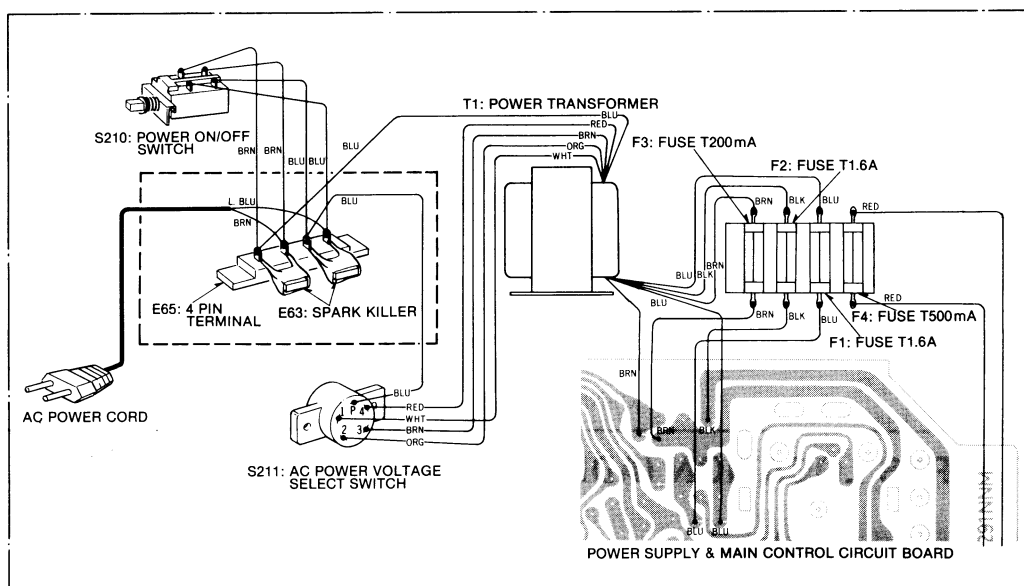 S210: POWER ON/OFF
SWITCH
BRN
BRN
BLU
BLU
BLU
T1: POWER TRANSFORMER
BLU
RED
BRN
ORG
WHT
F3: FUSE T200mA
F2: FUSE T1.6A
BRN
BLK
BLU
RED
L. BLU
BRN
BLU
E65: 4 PIN
TERMINAL
E63: SPARK KILLER
BLU
BLK
BRN
BLU
BRN
BLK
BLU
RED
F4: FUSE T500mA
F1: FUSE T1.6A
AC POWER CORD
BLU
RED
WHT
BRN
ORG
1 P 4
2 3
S211: AC POWER VOLTAGE
SELECT SWITCH
BRN
BRN
BLK
BLU
BLU
MNN162
POWER SUPPLY & MAIN CONTROL CIRCUIT BOARD